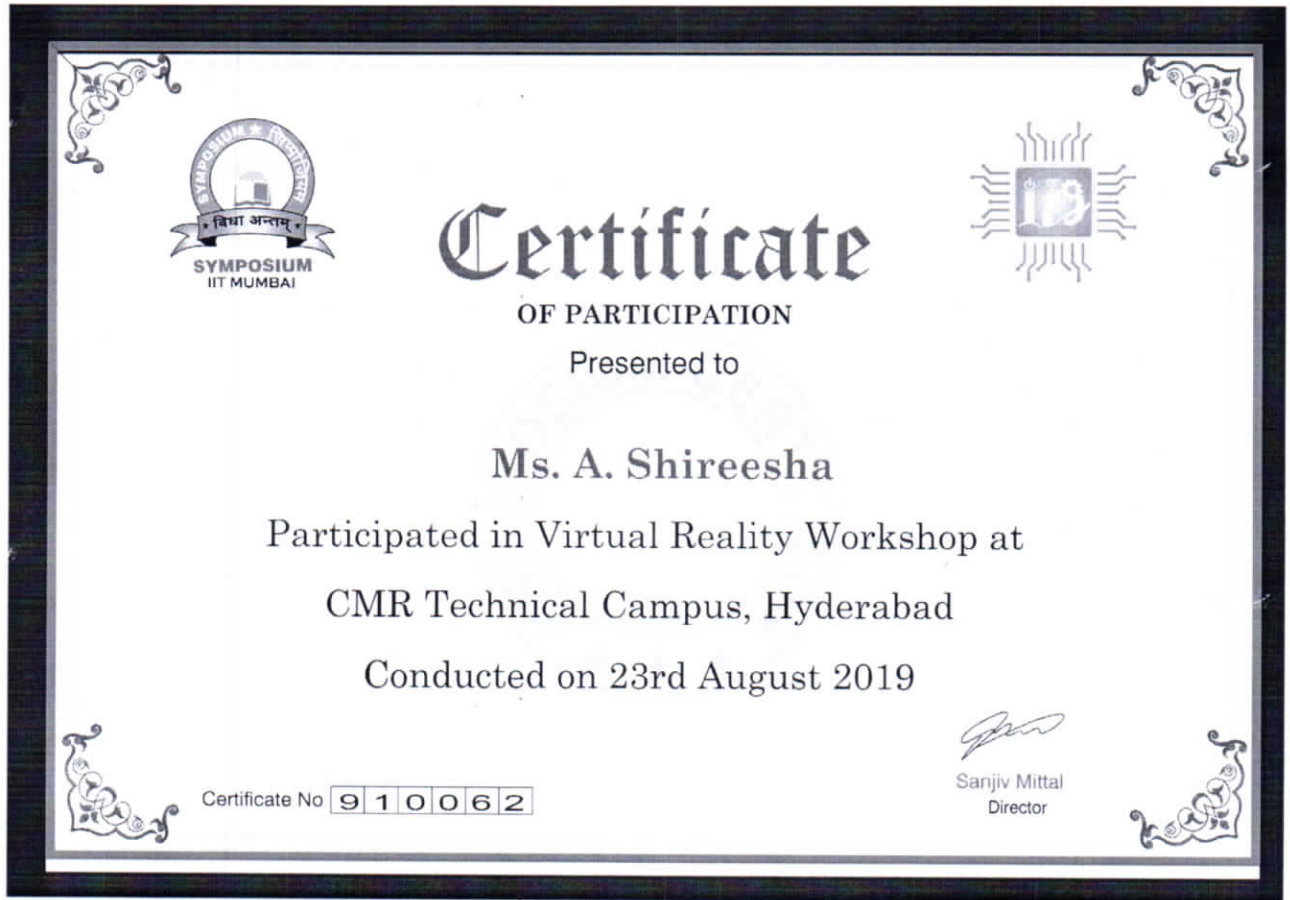 SYMPOSIUM ★ सिम्पोजियम
★ विधा अन्तम् ★
SYMPOSIUM
IIT MUMBAI
Certificate
OF PARTICIPATION
Presented to
Ms. A. Shireesha
Participated in Virtual Reality Workshop at
CMR Technical Campus, Hyderabad
Conducted on 23rd August 2019
Sanjiv Mittal
Director
Certificate No 910062